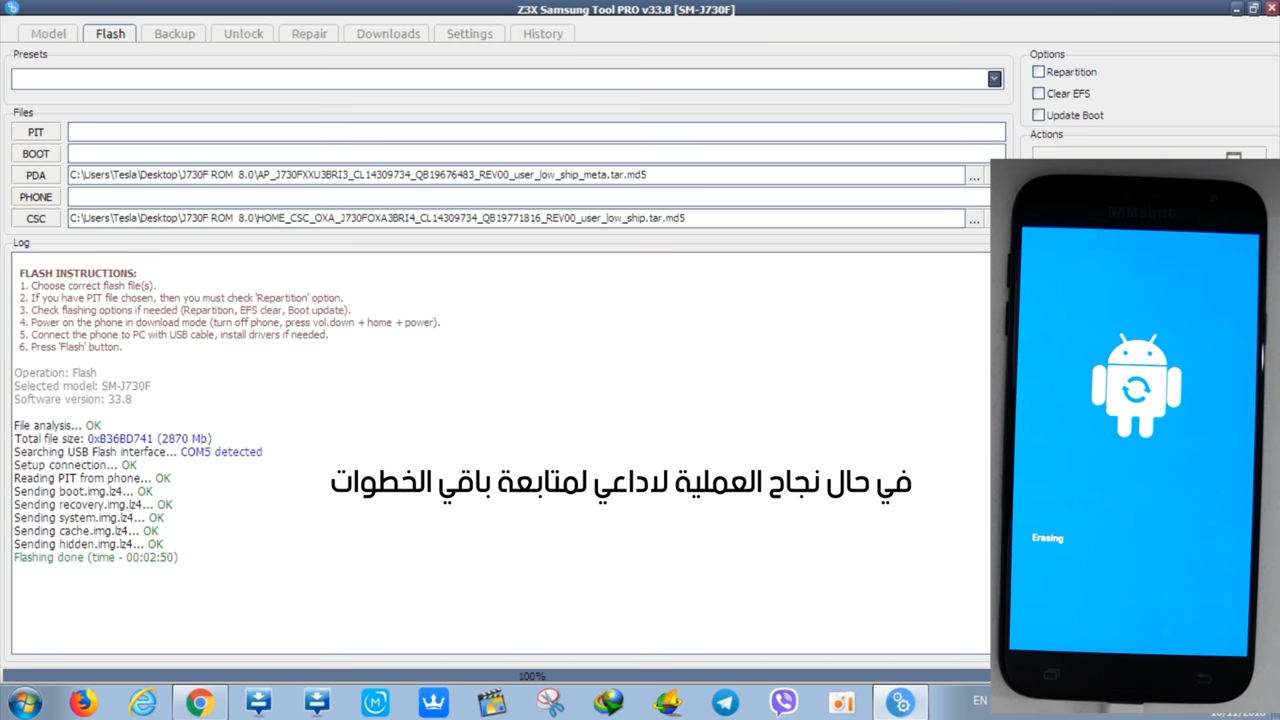 Z3X Samsung Tool PRO v33.8 [SM-J730F]
Model Flash Backup Unlock Repair Downloads Settings History
Presets
Options
Repartition
Clear EFS
Update Boot
Actions
Files
PIT
BOOT
PDA C:\Users\Tesla\Desktop\J730F ROM 8.0\AP_J730FXXU3BRI3_CL14309734_QB19676483_REV00_user_low_ship_meta.tar.md5 ...
PHONE
CSC C:\Users\Tesla\Desktop\J730F ROM 8.0\HOME_CSC_OXA_J730FOXA3BRI4_CL14309734_QB19771816_REV00_user_low_ship.tar.md5 ...
Log
FLASH INSTRUCTIONS:
1. Choose correct flash file(s).
2. If you have PIT file chosen, then you must check 'Repartition' option.
3. Check flashing options if needed (Repartition, EFS clear, Boot update).
4. Power on the phone in download mode (turn off phone, press vol.down + home + power).
5. Connect the phone to PC with USB cable, install drivers if needed.
6. Press 'Flash' button.
Operation: Flash
Selected model: SM-J730F
Software version: 33.8
File analysis... OK
Total file size: 0xB36BD741 (2870 Mb)
Searching USB Flash interface... COM5 detected
Setup connection... OK
Reading PIT from phone... OK
Sending boot.img.lz4... OK
Sending recovery.img.lz4... OK
Sending system.img.lz4... OK
Sending cache.img.lz4... OK
Sending hidden.img.lz4... OK
Flashing done (time - 00:02:50)
في حال نجاح العملية لاداعي لمتابعة باقي الخطوات
SAMSUNG
Erasing
100%
EN